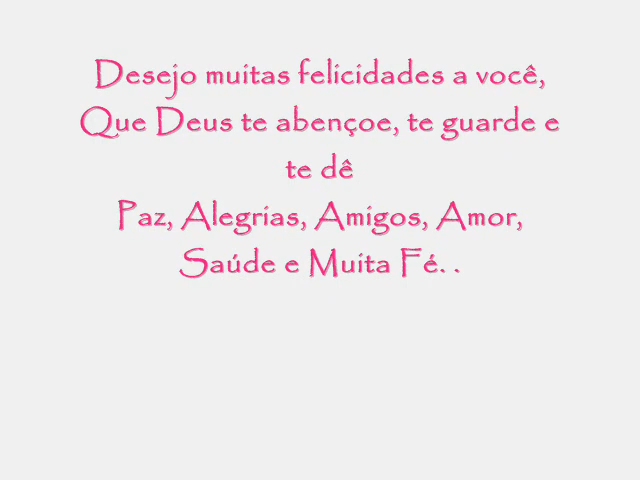 Desejo muitas felicidades a você,
Que Deus te abençoe, te guarde e
te dê
Paz, Alegrias, Amigos, Amor,
Saúde e Muita Fé. .